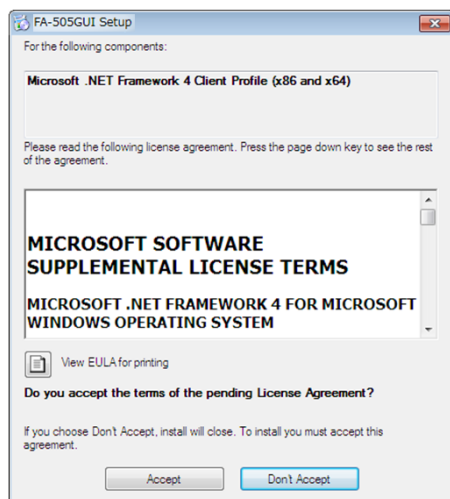 FA-505GUI Setup
For the following components:
Microsoft .NET Framework 4 Client Profile (x86 and x64)
Please read the following license agreement. Press the page down key to see the rest
of the agreement.
MICROSOFT SOFTWARE
SUPPLEMENTAL LICENSE TERMS
MICROSOFT .NET FRAMEWORK 4 FOR MICROSOFT
WINDOWS OPERATING SYSTEM
View EULA for printing
Do you accept the terms of the pending License Agreement?
If you choose Don't Accept, install will close. To install you must accept this
agreement.
Accept
Don't Accept